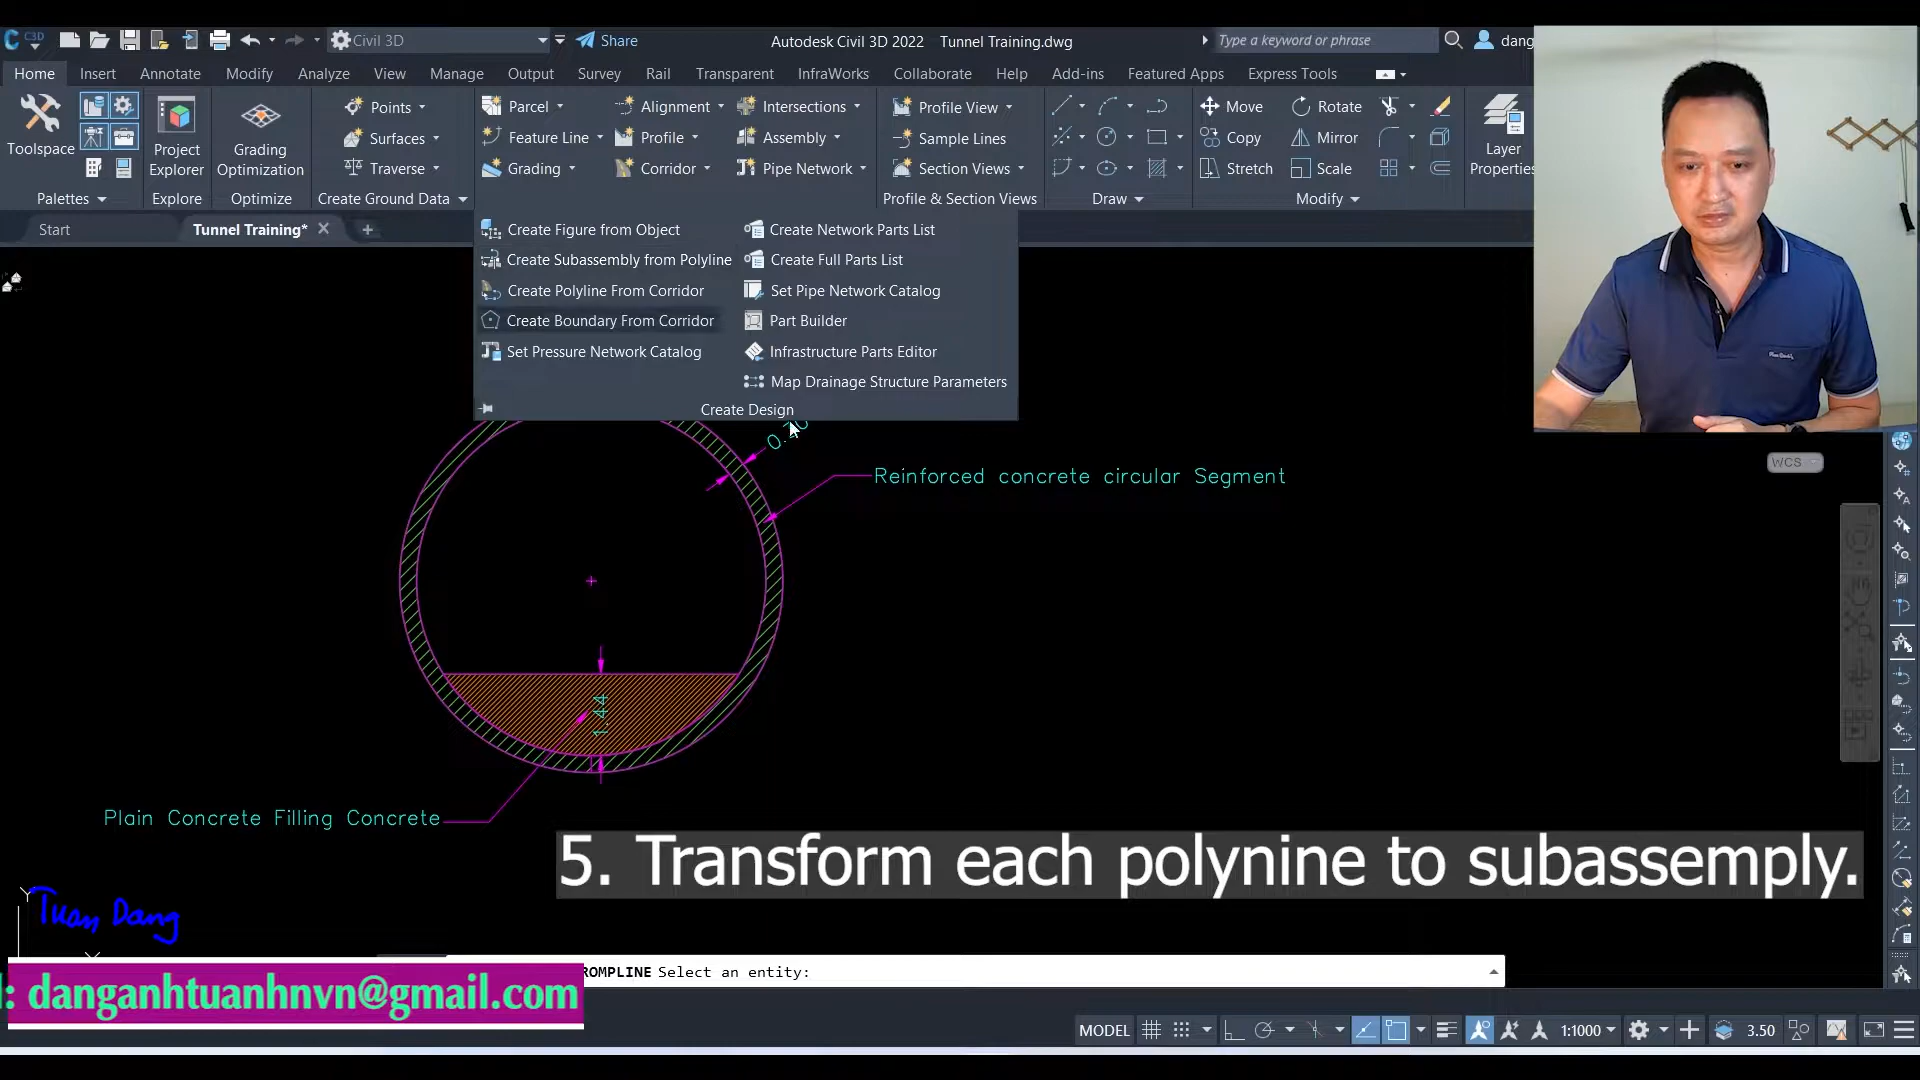 C3D
Civil 3D
Share
Autodesk Civil 3D 2022 Tunnel Training.dwg
Type a keyword or phrase
dang
Home Insert Annotate Modify Analyze View Manage Output Survey Rail Transparent InfraWorks Collaborate Help Add-ins Featured Apps Express Tools
Toolspace
Project Explorer
Grading Optimization
Points
Surfaces
Traverse
Parcel
Feature Line
Grading
Alignment
Profile
Corridor
Intersections
Assembly
Pipe Network
Profile View
Sample Lines
Section Views
Move
Copy
Stretch
Rotate
Mirror
Scale
Layer
Properties
Palettes Explore Optimize Create Ground Data Profile & Section Views Draw Modify
Start
Tunnel Training*
Create Figure from Object
Create Subassembly from Polyline
Create Polyline From Corridor
Create Boundary From Corridor
Set Pressure Network Catalog
Create Network Parts List
Create Full Parts List
Set Pipe Network Catalog
Part Builder
Infrastructure Parts Editor
Map Drainage Structure Parameters
Create Design
WCS
Reinforced concrete circular Segment
1.44
Plain Concrete Filling Concrete
5. Transform each polynine to subassemply.
Y
Tuan Dang
: danganhtuanhnvn@gmail.com
ROMPLINE Select an entity:
MODEL
1:1000
3.50